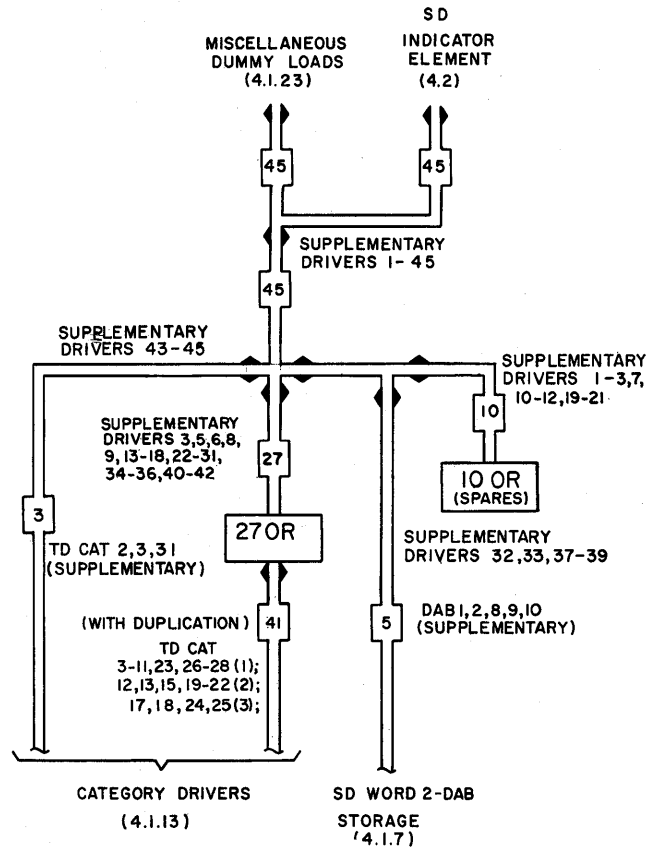 SD
MISCELLANEOUS
DUMMY LOADS
(4.1.23)
INDICATOR
ELEMENT
(4.2)
45
45
SUPPLEMENTARY
DRIVERS 1-45
45
SUPPLEMENTARY
DRIVERS 43-45
SUPPLEMENTARY
DRIVERS 1-3,7,
10-12,19-21
10
10 OR
(SPARES)
SUPPLEMENTARY
DRIVERS 3,5,6,8,
9,13-18,22-31,
34-36,40-42
27
27OR
3
TD CAT 2,3,31
(SUPPLEMENTARY)
SUPPLEMENTARY
DRIVERS 32,33,37-39
(WITH DUPLICATION)
41
TD CAT
3-11,23,26-28(1);
12,13,15,19-22(2);
17,18,24,25(3);
5
DAB1,2,8,9,10
(SUPPLEMENTARY)
CATEGORY DRIVERS
(4.1.13)
SD WORD 2-DAB
STORAGE
(4.1.7)